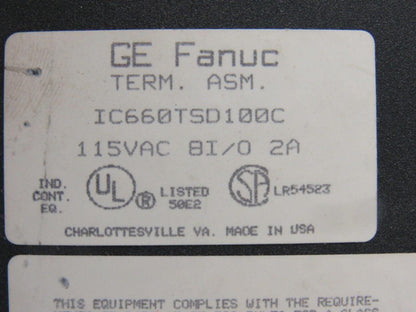 GE Fanuc
TERM. ASM.
IC660TSD100C
115VAC 8I/O 2A
IND. CONT. EQ.
UL ® LISTED 50E2
SA LR54523
CHARLOTTESVILLE VA. MADE IN USA
THIS EQUIPMENT COMPLIES WITH THE REQUIRE-